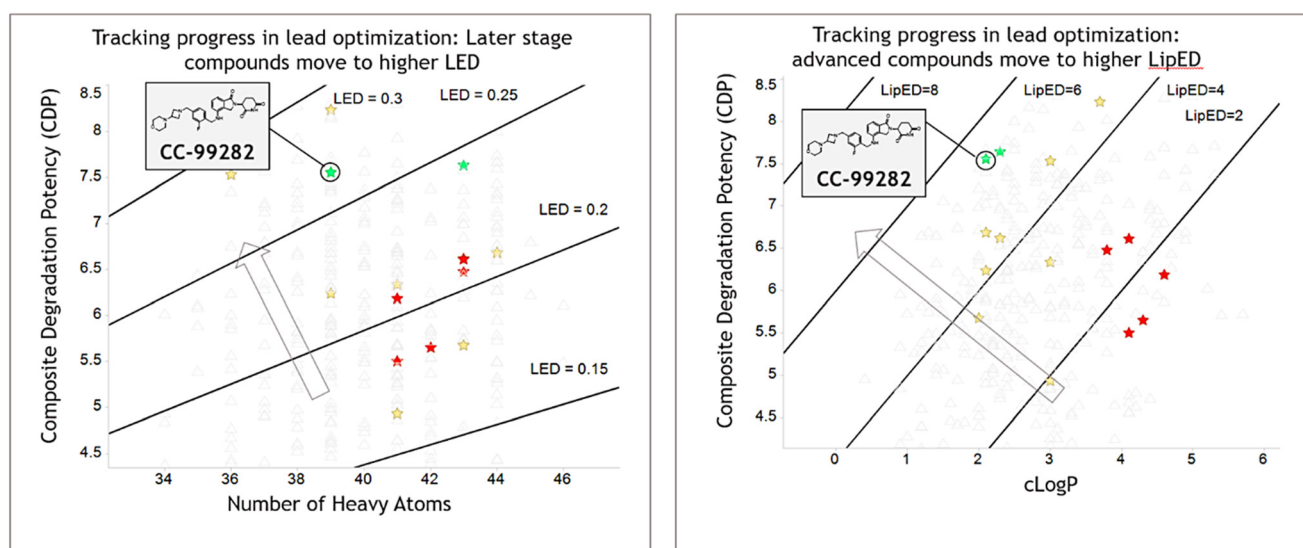 Tracking progress in lead optimization: Later stage
compounds move to higher LED
Composite Degradation Potency (CDP)
8.5
8
7.5
7
6.5
6
5.5
5
4.5
LED = 0.3
LED = 0.25
LED = 0.2
LED = 0.15
CC-99282
34
36
38
40
42
44
46
Number of Heavy Atoms
Tracking progress in lead optimization:
advanced compounds move to higher LipED
Composite Degradation Potency (CDP)
8.5
8
7.5
7
6.5
6
5.5
5
4.5
LipED=8
LipED=6
LipED=4
LipED=2
CC-99282
0
1
2
3
4
5
6
cLogP